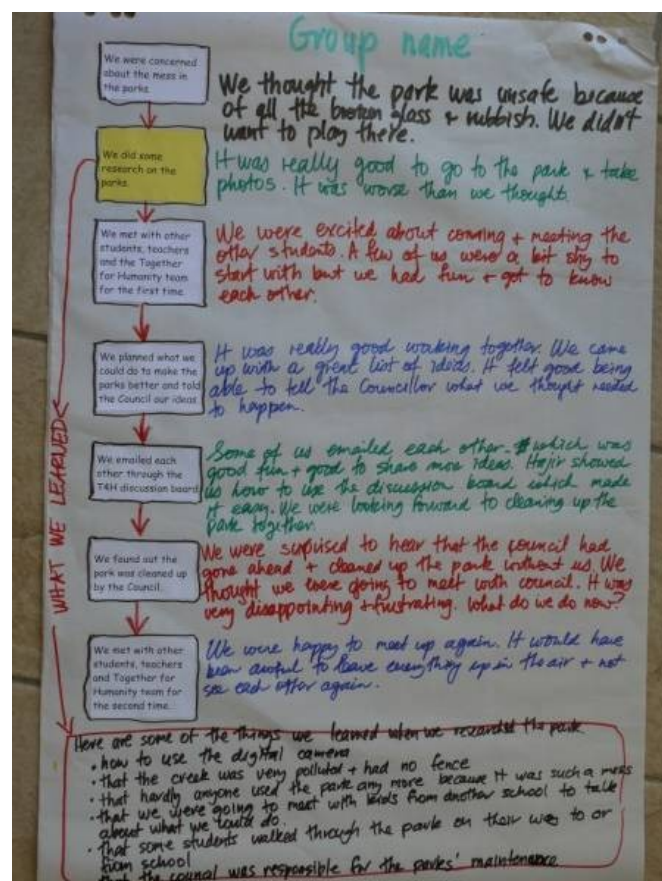 Group name
We were concerned
about the mess in
the parks.
We thought the park was unsafe because
of all the broken glass + rubbish. We didn't
want to play there.
We did some
research on the
parks.
It was really good to go to the park + take
photos. It was worse than we thought.
We met with other
students, teachers
and the Together
for Humanity team
for the first time.
We were excited about coming + meeting the
other students. A few of us were a bit shy to
start with but we had fun + got to know
each other.
We planned what we
could do to make the
parks better and told
the Council our ideas.
It was really good working together. We came
up with a great list of ideas. It felt good being
able to tell the Councillor what we thought needed
to happen.
We emailed each
other through the
T4H discussion board
Some of us emailed each other. which was
good fun + good to share more ideas. Hajir showed
us how to use the discussion board which made
it easy. We were looking forward to cleaning up the
park together.
We found out the
park was cleaned up
by the Council.
We were suprised to hear that the council had
gone ahead + cleaned up the park without us. We
thought we were going to meet with council. It was
very disappointing + frustrating. What do we do now?
We met with other
students, teachers
and Together for
Humanity team for
the second time.
We were happy to meet up again. It would have
been awful to leave everything up in the air + not
see each other again.
WHAT WE LEARNED
Here are some of the things we learned when we researched the park
• how to use the digital camera
• that the creek was very polluted + had no fence
• that hardly anyone used the park any more because it was such a mess
• that we were going to meet with kids from another school to talk
about what we could do.
• that some students walked through the park on their way to or
from school
that the council was responsible for the parks' maintenance